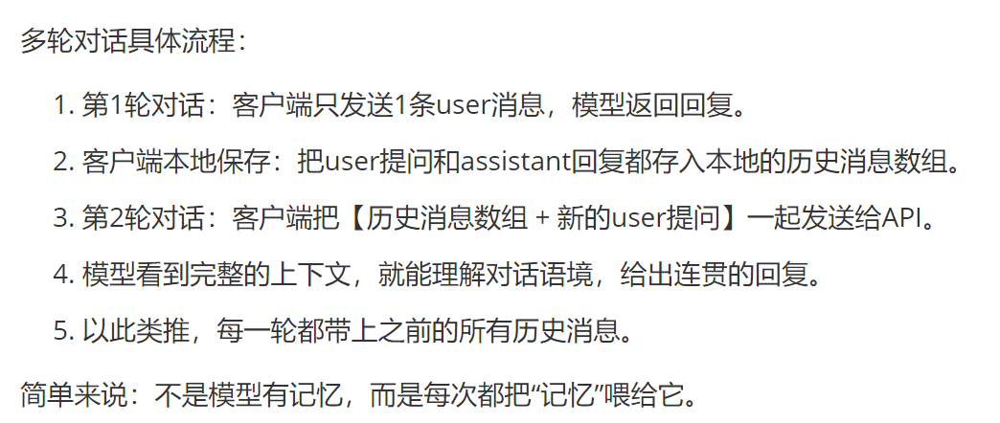 多轮对话具体流程：
1. 第1轮对话：客户端只发送1条user消息，模型返回回复。
2. 客户端本地保存：把user提问和assistant回复都存入本地的历史消息数组。
3. 第2轮对话：客户端把【历史消息数组 + 新的user提问】一起发送给API。
4. 模型看到完整的上下文，就能理解对话语境，给出连贯的回复。
5. 以此类推，每一轮都带上之前的所有历史消息。
简单来说：不是模型有记忆，而是每次都把“记忆”喂给它。